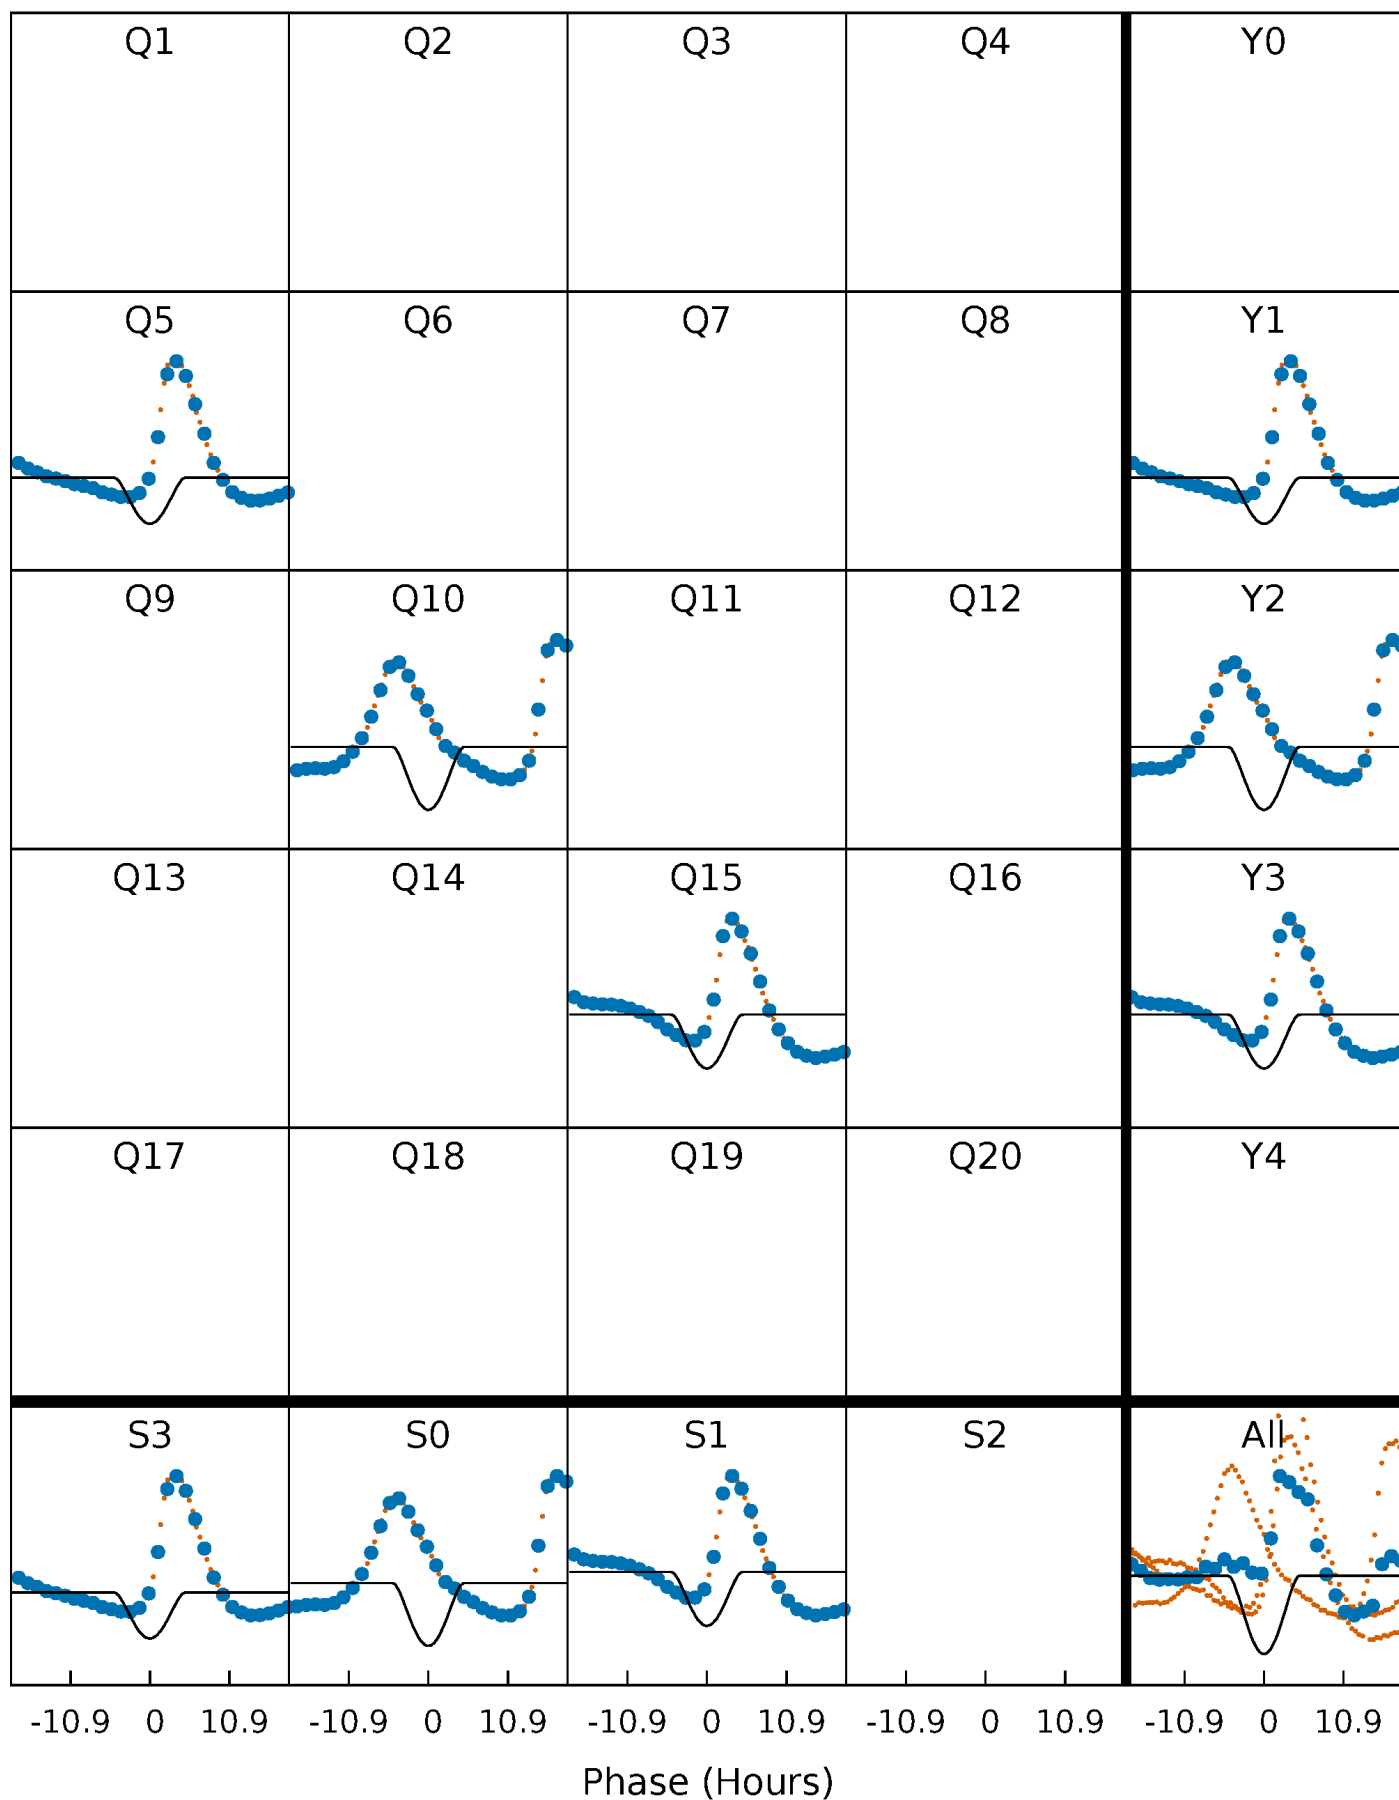 Q1 Q2 Q3 Q4 Y0
Q5 Q6 Q7 Q8 Y1
Q9 Q10 Q11 Q12 Y2
Q13 Q14 Q15 Q16 Y3
Q17 Q18 Q19 Q20 Y4
S3 S0 S1 S2 All
-10.9 0 10.9 -10.9 0 10.9 -10.9 0 10.9 -10.9 0 10.9 -10.9 0 10.9
Phase (Hours)